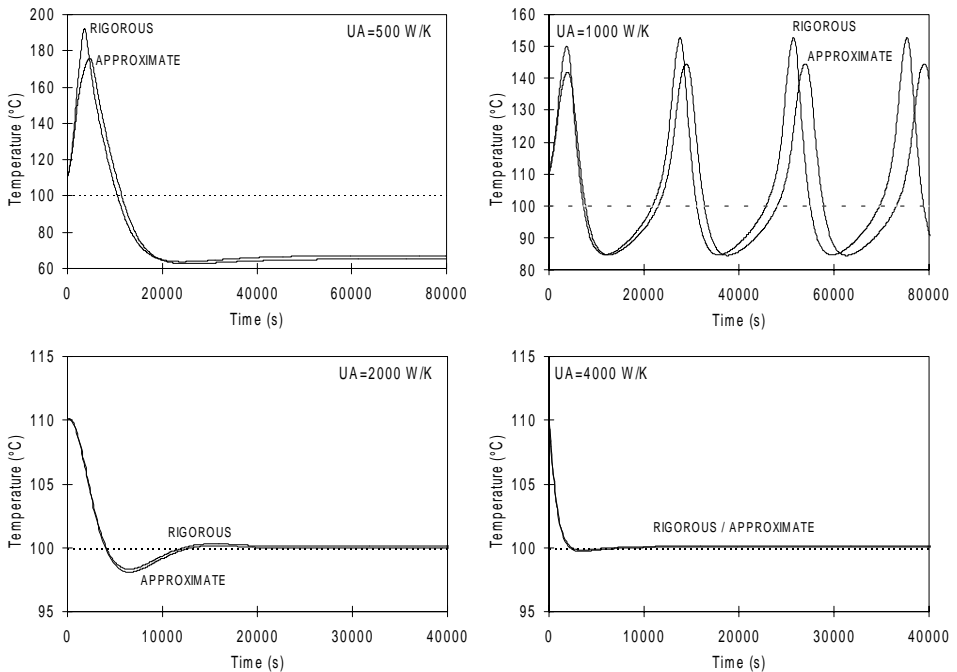 200
180
160
140
120
100
80
60
Temperature (°C)
RIGOROUS
APPROXIMATE
UA=500 W/K
0
20000
40000
60000
80000
Time (s)
160
150
140
130
120
110
100
90
80
Temperature (°C)
UA=1000 W/K
RIGOROUS
APPROXIMATE
0
20000
40000
60000
80000
Time (s)
115
110
105
100
95
Temperature (°C)
UA=2000 W/K
RIGOROUS
APPROXIMATE
0
10000
20000
30000
40000
Time (s)
115
110
105
100
95
Temperature (°C)
UA=4000 W/K
RIGOROUS / APPROXIMATE
0
10000
20000
30000
40000
Time (s)